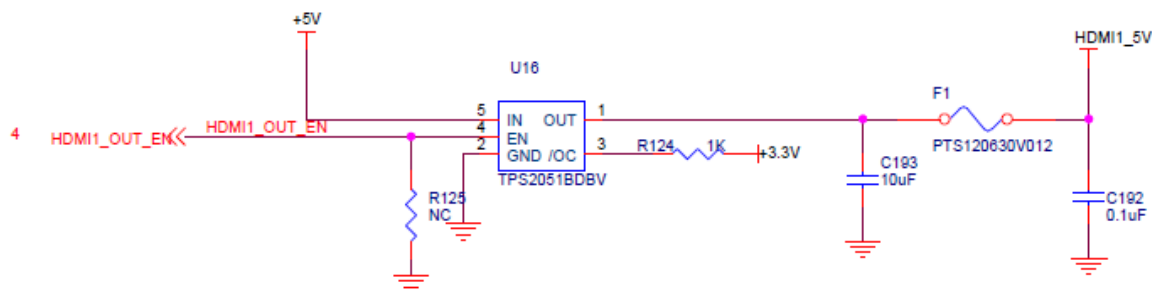 +5V
HDMI1_5V
U16
F1
5 IN OUT 1
4 HDMI1_OUT_EN HDMI1_OUT_EN 4 EN
2 GND /OC 3 R124 1K +3.3V
TPS2051BDBV
PTS120630V012
C193
10uF
R125
NC
C192
0.1uF